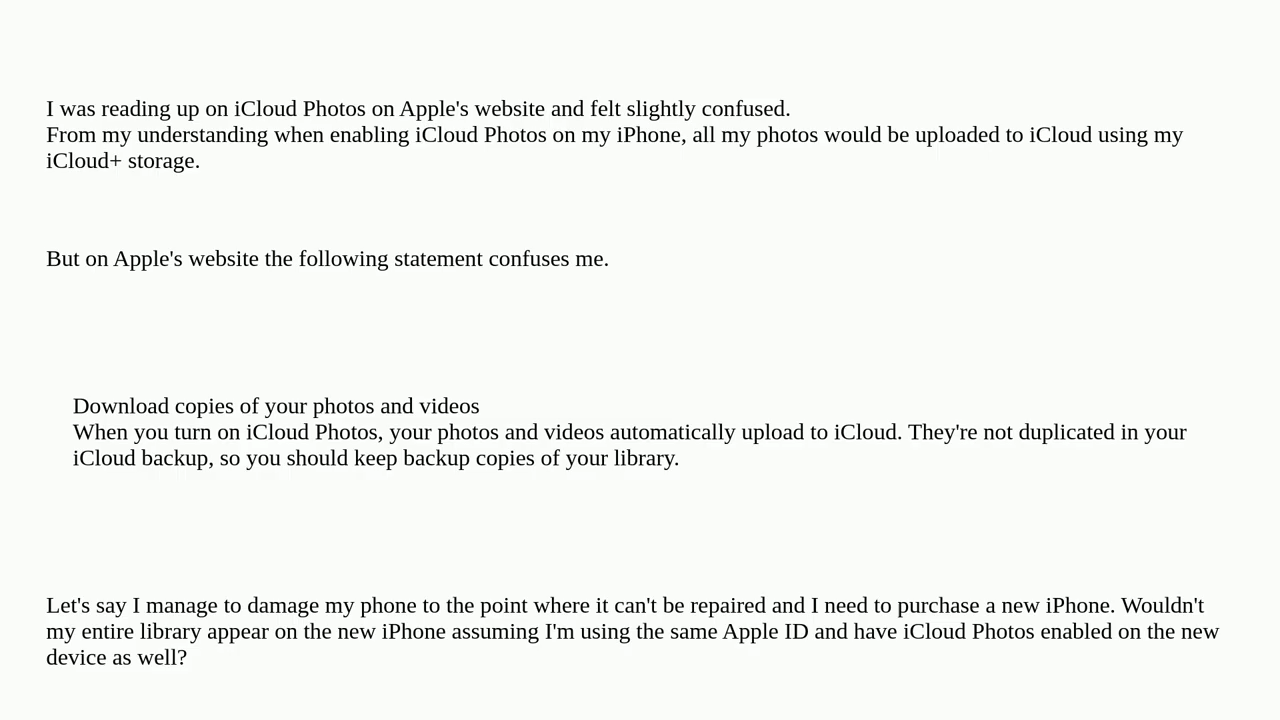 I was reading up on iCloud Photos on Apple's website and felt slightly confused.
From my understanding when enabling iCloud Photos on my iPhone, all my photos would be uploaded to iCloud using my
iCloud+ storage.
But on Apple's website the following statement confuses me.
Download copies of your photos and videos
When you turn on iCloud Photos, your photos and videos automatically upload to iCloud. They're not duplicated in your
iCloud backup, so you should keep backup copies of your library.
Let's say I manage to damage my phone to the point where it can't be repaired and I need to purchase a new iPhone. Wouldn't
my entire library appear on the new iPhone assuming I'm using the same Apple ID and have iCloud Photos enabled on the new
device as well?